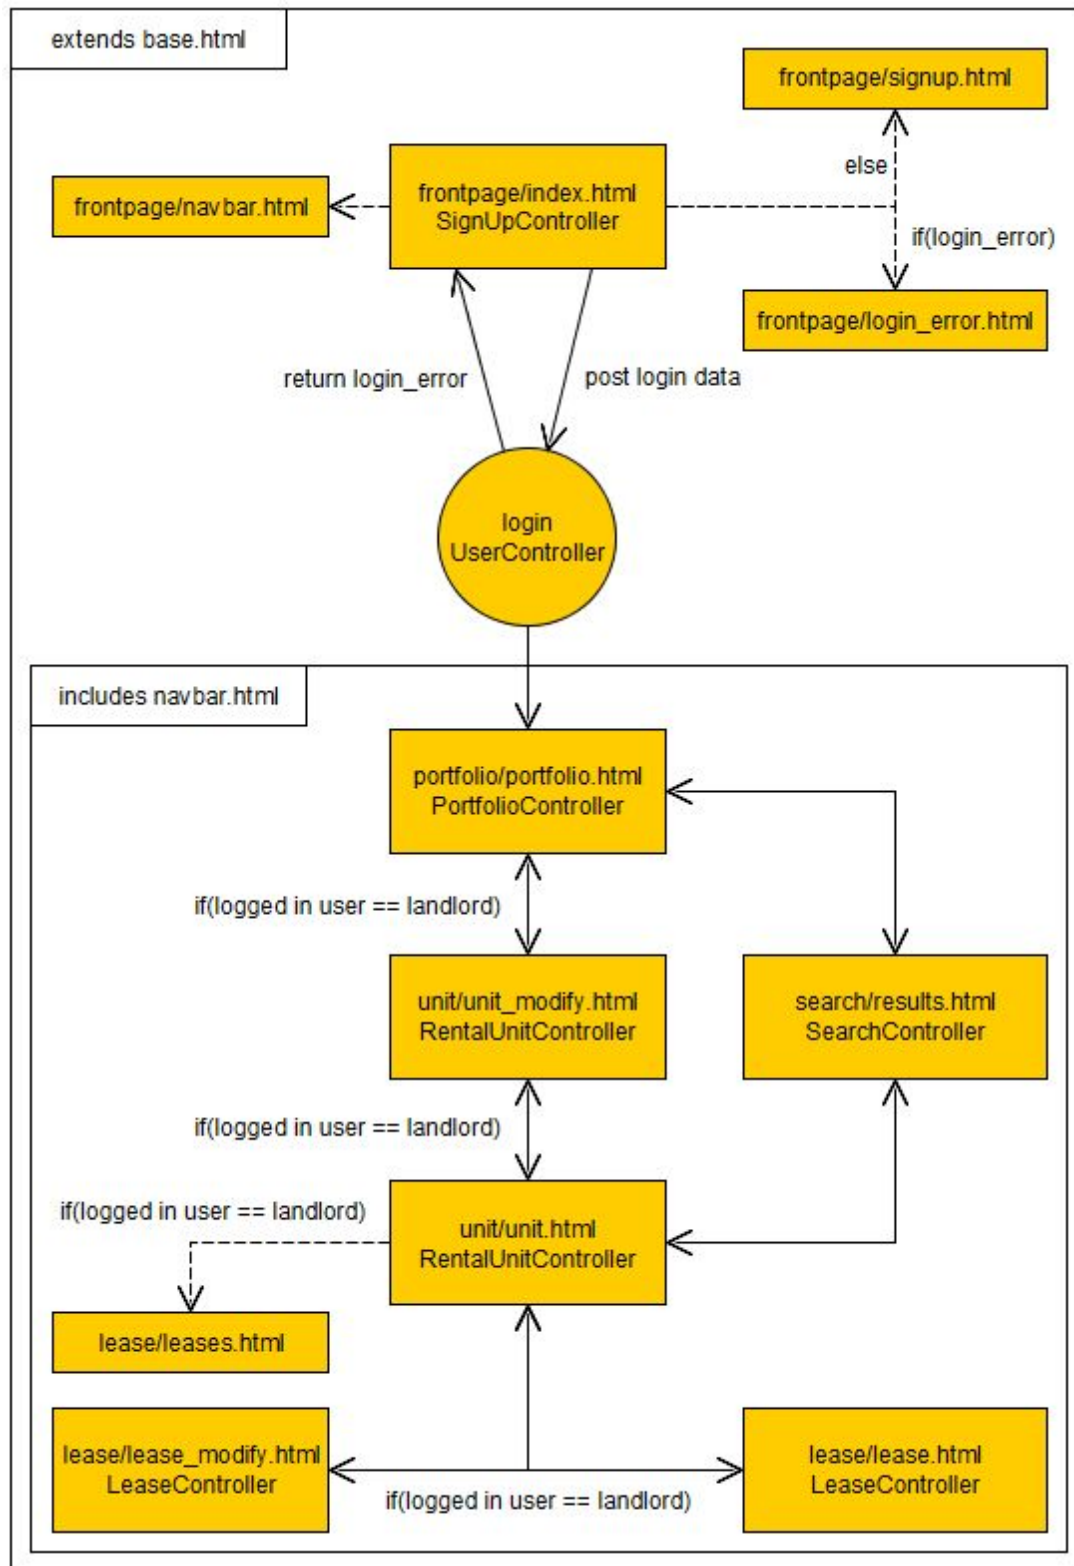 extends base.html
frontpage/signup.html
else
frontpage/navbar.html
frontpage/index.html
SignUpController
if(login_error)
frontpage/login_error.html
return login_error
post login data
login
UserController
includes navbar.html
portfolio/portfolio.html
PortfolioController
if(logged in user == landlord)
unit/unit_modify.html
RentalUnitController
search/results.html
SearchController
if(logged in user == landlord)
if(logged in user == landlord)
unit/unit.html
RentalUnitController
lease/leases.html
lease/lease_modify.html
LeaseController
lease/lease.html
LeaseController
if(logged in user == landlord)